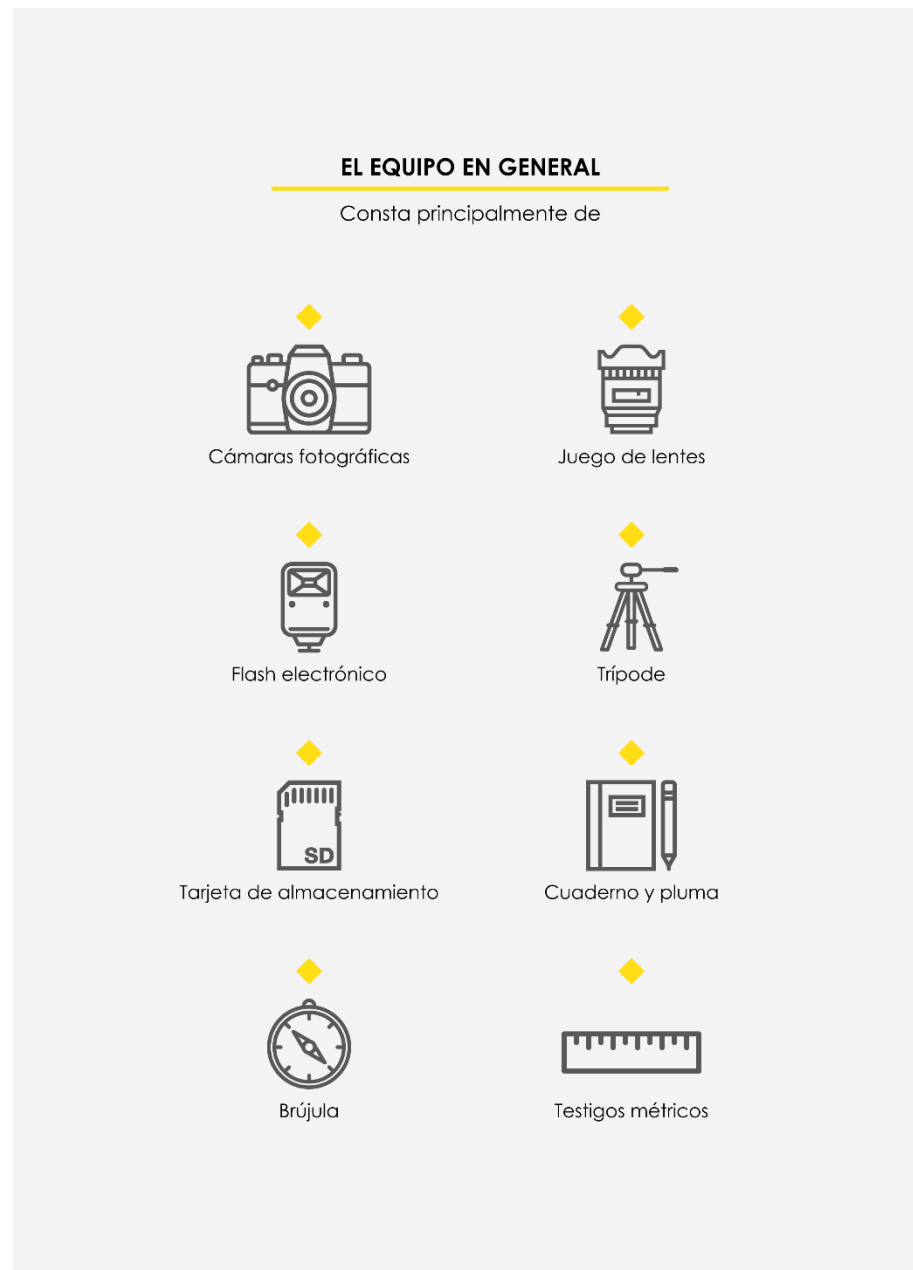 EL EQUIPO EN GENERAL
Consta principalmente de
Cámaras fotográficas
Juego de lentes
Flash electrónico
Trípode
SD
Tarjeta de almacenamiento
Cuaderno y pluma
Brújula
Testigos métricos